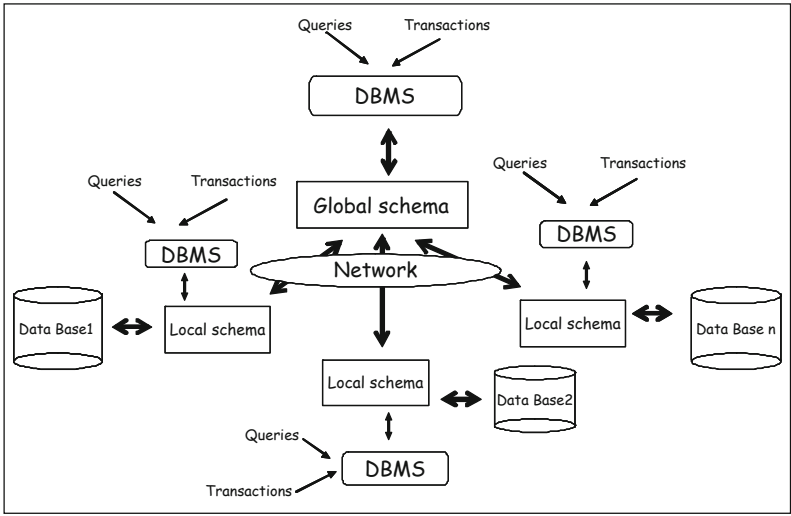 Queries
Transactions
DBMS
Global schema
Network
Queries
Transactions
DBMS
Local schema
Data Base1
Queries
Transactions
DBMS
Local schema
Data Base n
Local schema
Data Base2
Queries
Transactions
DBMS